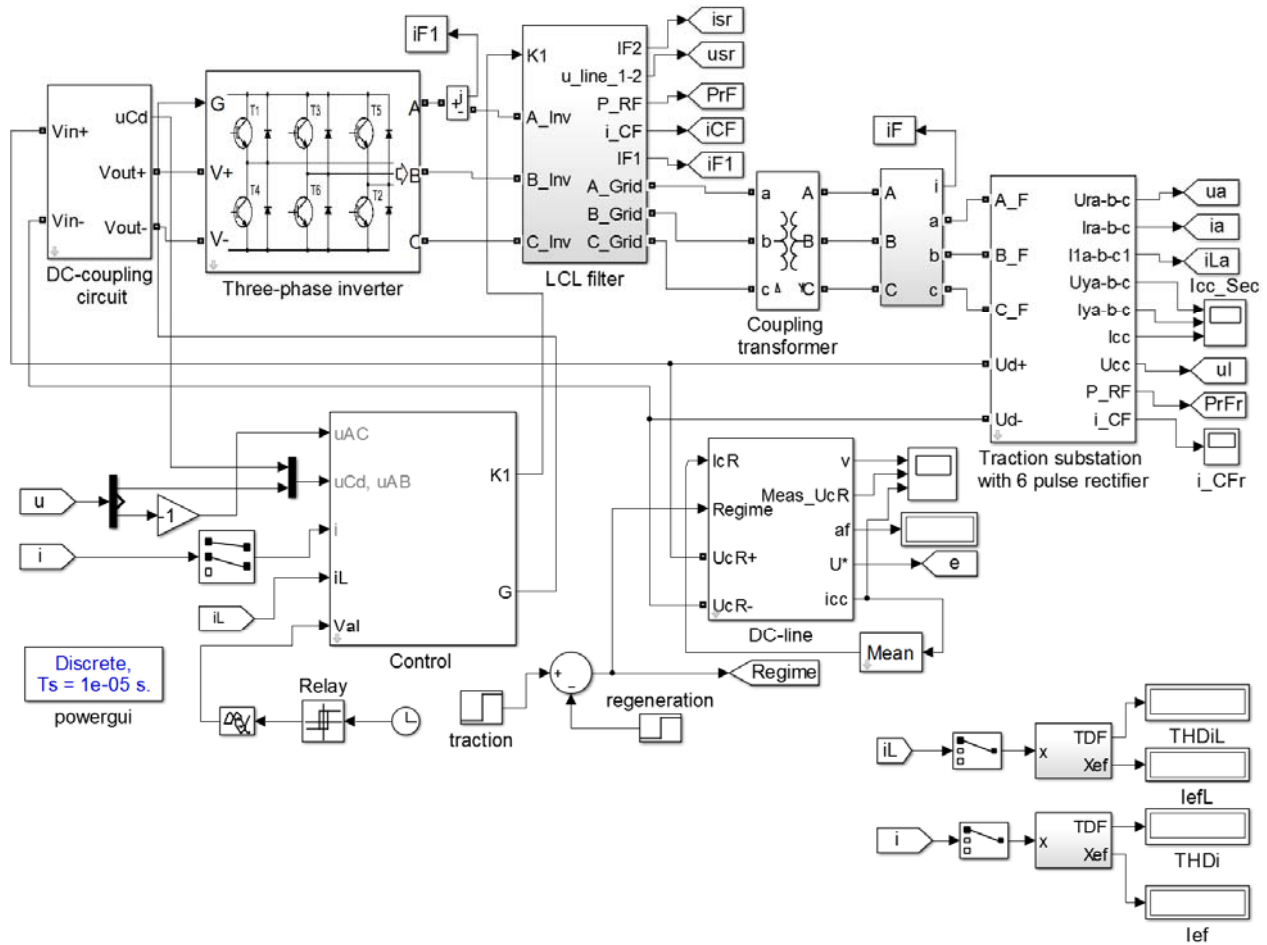 isr
iF1
K1
IF2
usr
u_line_1-2
P_RF
PrF
i_CF
iCF
IF1
iF1
A_Inv
B_Inv
C_Inv
A_Grid
B_Grid
C_Grid
LCL filter
uCd
Vin+
Vout+
Vin-
Vout-
DC-coupling
circuit
G
V+
V-
T1
T3
T5
T4
T6
T2
A
B
C
Three-phase inverter
+
-
i
a
b
c
A
B
C
Coupling
transformer
iF
A
B
C
i
a
b
c
A_F
B_F
C_F
Ud+
Ud-
Ura-b-c
Ira-b-c
I1a-b-c1
Uya-b-c
Iya-b-c
Icc
Ucc
P_RF
i_CF
Traction substation
with 6 pulse rectifier
ua
ia
iLa
Icc_Sec
ul
PrFr
i_CFr
u
-1
i
iL
uAC
uCd, uAB
i
iL
Val
K1
G
Control
IcR
Regime
UcR+
UcR-
v
Meas_UcR
af
U*
icc
DC-line
e
Mean
Discrete,
Ts = 1e-05 s.
powergui
Relay
traction
+
-
regeneration
Regime
iL
x
TDF
Xef
THDiL
IefL
i
x
TDF
Xef
THDi
Ief